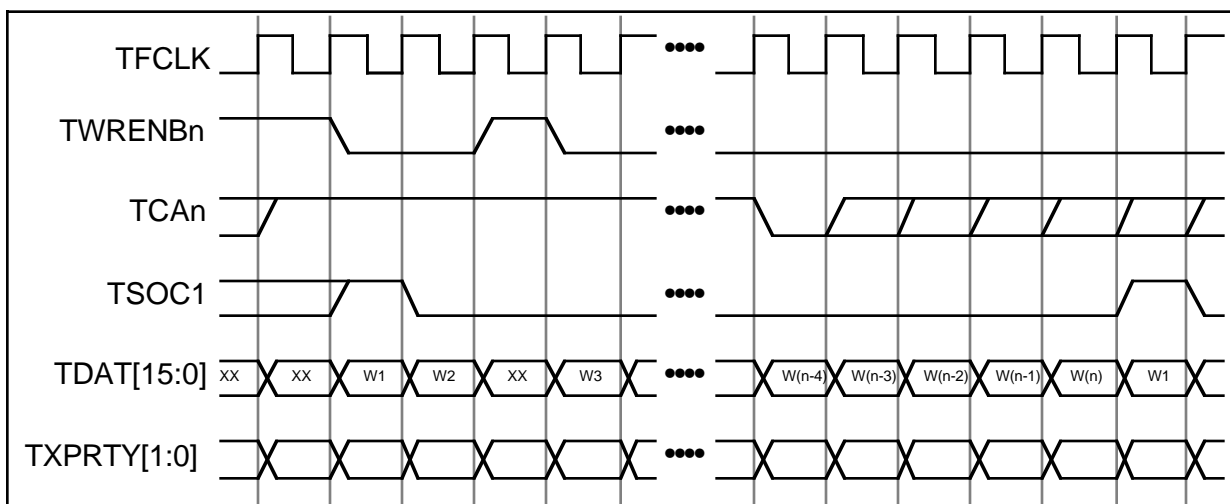 TFCLK
TWRENBn
TCAn
TSOC1
TDAT[15:0] XX XX W1 W2 XX W3 W(n-4) W(n-3) W(n-2) W(n-1) W(n) W1
TXPRTY[1:0]